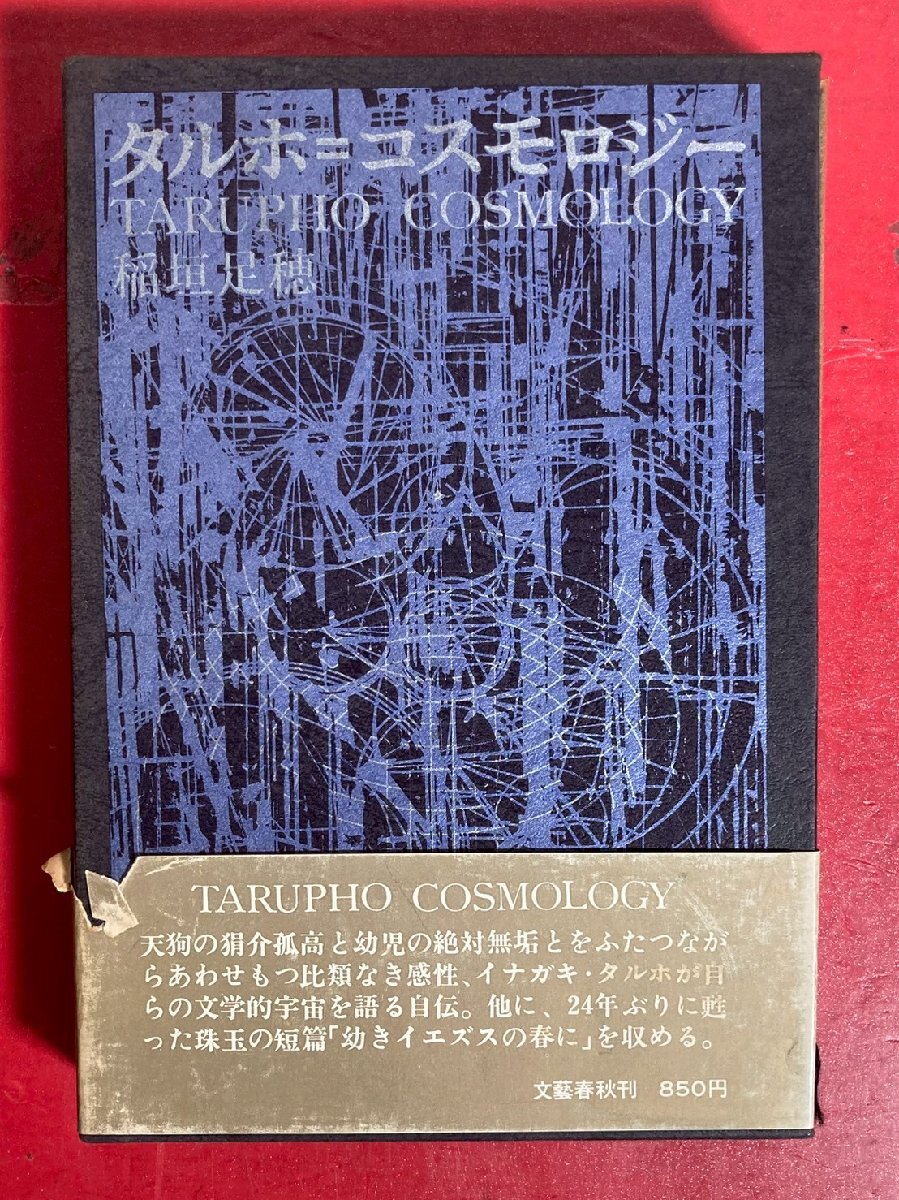 タルホ=コスモロジー
TARUPHO COSMOLOGY
稲垣足穂
TARUPHO COSMOLOGY
天狗の狷介孤高と幼児の絶対無垢とをふたつなが
らあわせもつ比類なき感性、イナガキ・タルホが自
らの文学的宇宙を語る自伝。他に、24年ぶりに甦
った珠玉の短篇「幼きイエズスの春に」を収める。
文藝春秋刊 850円